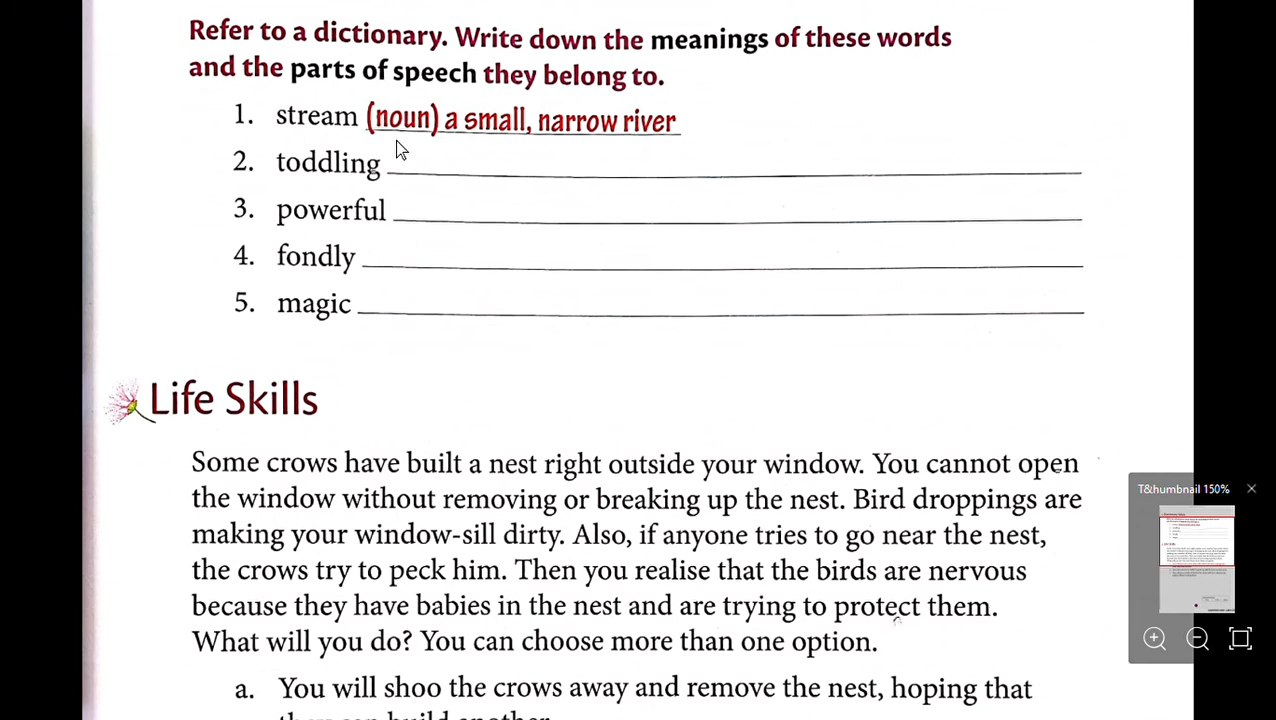 Refer to a dictionary. Write down the meanings of these words
and the parts of speech they belong to.
1. stream (noun) a small, narrow river
2. toddling
3. powerful
4. fondly
5. magic
Life Skills
Some crows have built a nest right outside your window. You cannot open
the window without removing or breaking up the nest. Bird droppings are
making your window-sill dirty. Also, if anyone tries to go near the nest,
the crows try to peck him. Then you realise that the birds are nervous
because they have babies in the nest and are trying to protect them.
What will you do? You can choose more than one option.
a. You will shoo the crows away and remove the nest, hoping that
they can build another.
T&humbnail 150%